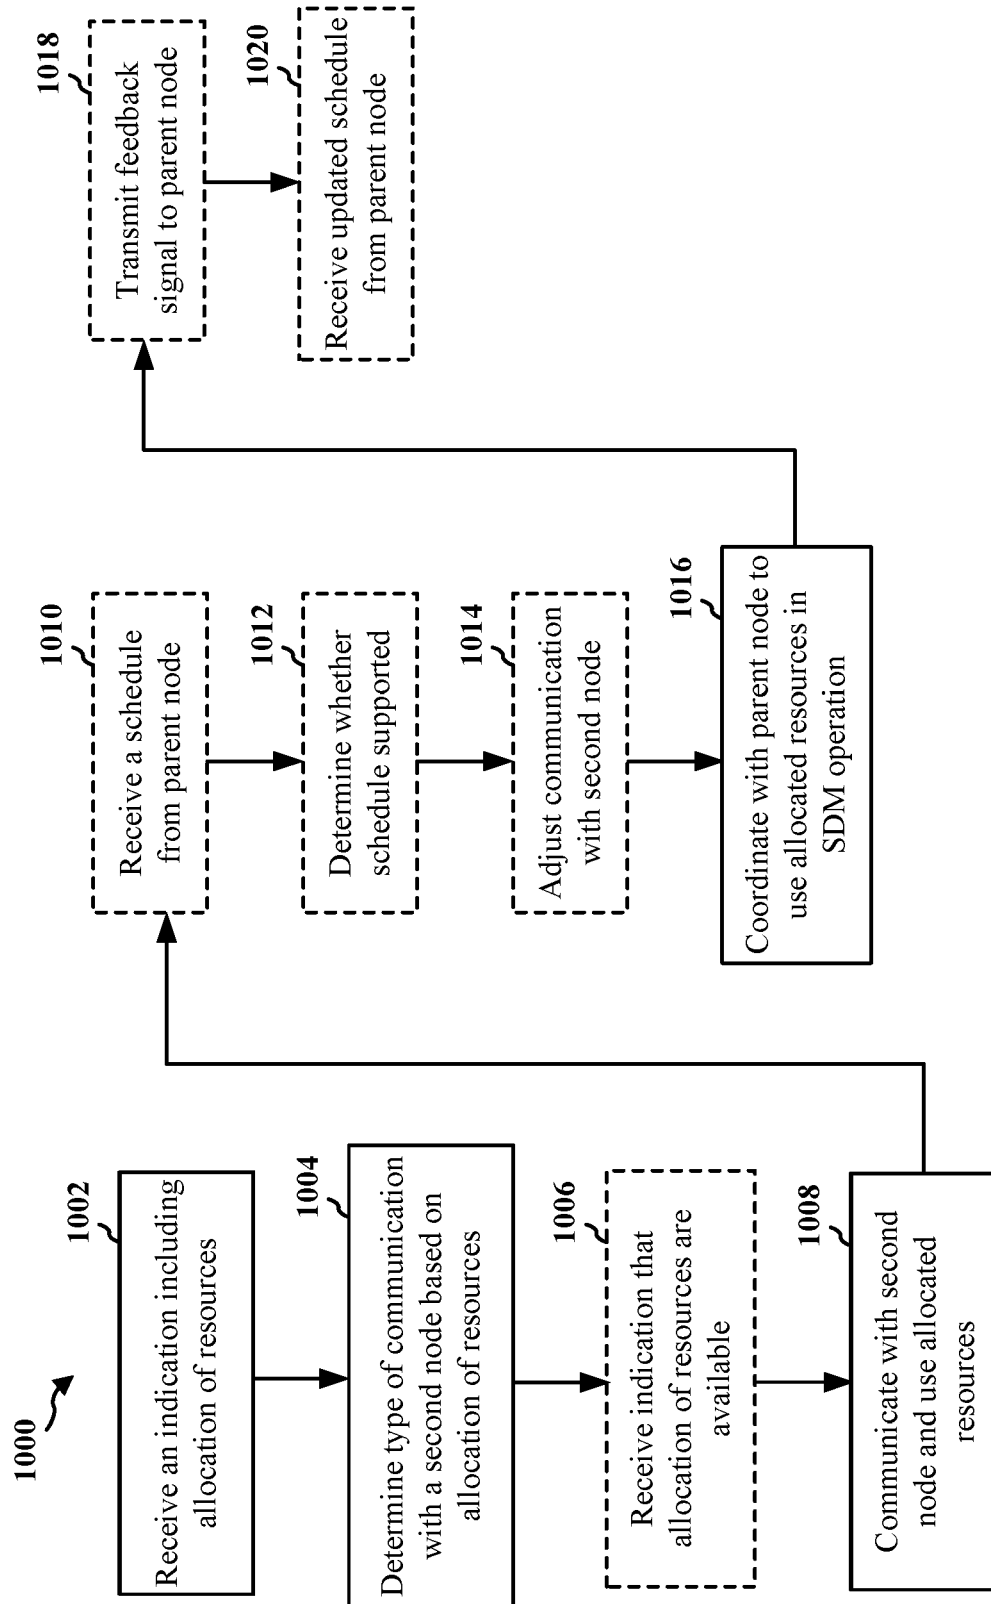 1000
1002
Receive an indication including
allocation of resources
1004
Determine type of communication
with a second node based on
allocation of resources
1006
Receive indication that
allocation of resources are
available
1008
Communicate with second
node and use allocated
resources
1010
Receive a schedule
from parent node
1012
Determine whether
schedule supported
1014
Adjust communication
with second node
1016
Coordinate with parent node to
use allocated resources in
SDM operation
1018
Transmit feedback
signal to parent node
1020
Receive updated schedule
from parent node